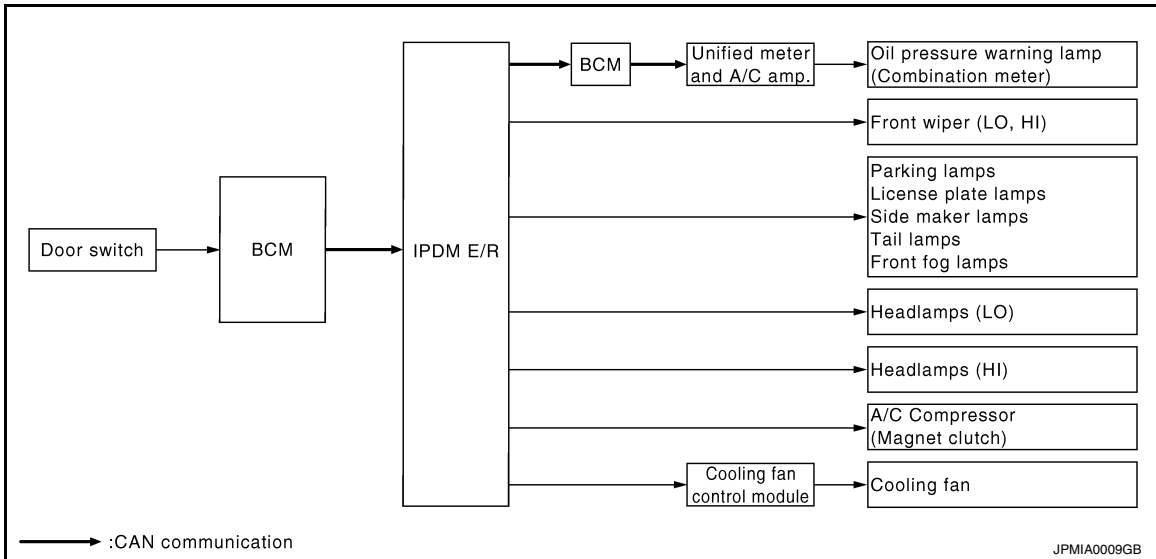 Door switch
BCM
IPDM E/R
BCM
Unified meter
and A/C amp.
Oil pressure warning lamp
(Combination meter)
Front wiper (LO, HI)
Parking lamps
License plate lamps
Side maker lamps
Tail lamps
Front fog lamps
Headlamps (LO)
Headlamps (HI)
A/C Compressor
(Magnet clutch)
Cooling fan
control module
Cooling fan
:CAN communication
JPMIA0009GB